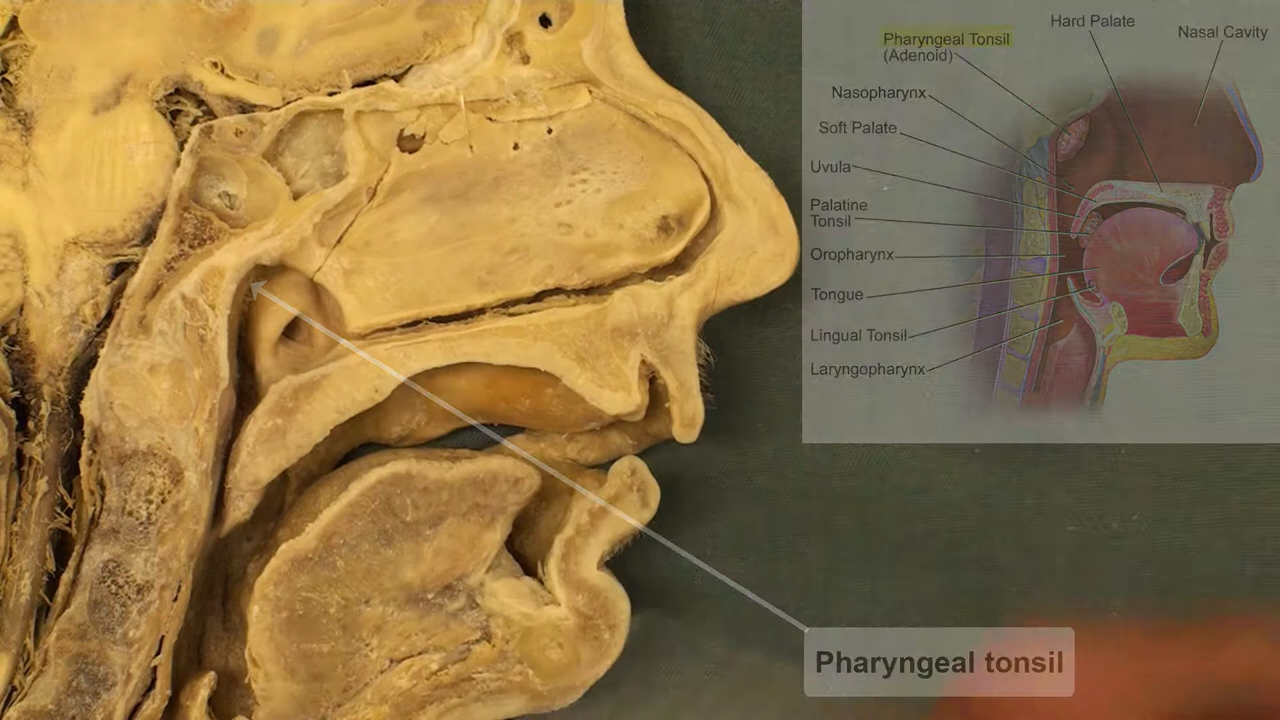 Hard Palate
Nasal Cavity
Pharyngeal Tonsil
(Adenoid)
Nasopharynx
Soft Palate
Uvula
Palatine
Tonsil
Oropharynx
Tongue
Lingual Tonsil
Laryngopharynx
Pharyngeal tonsil